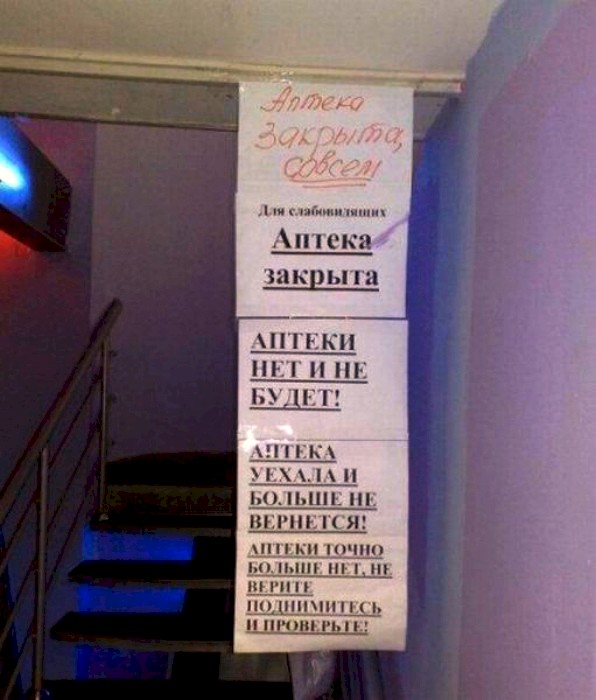 Аптека
закрыта,
совсем
Для слабовидящих
Аптека
закрыта
АПТЕКИ
НЕТ И НЕ
БУДЕТ!
АПТЕКА
УЕХАЛА И
БОЛЬШЕ НЕ
ВЕРНЕТСЯ!
АПТЕКИ ТОЧНО
БОЛЬШЕ НЕТ, НЕ
ВЕРИТЕ
ПОДНИМИТЕСЬ
И ПРОВЕРЬТЕ!